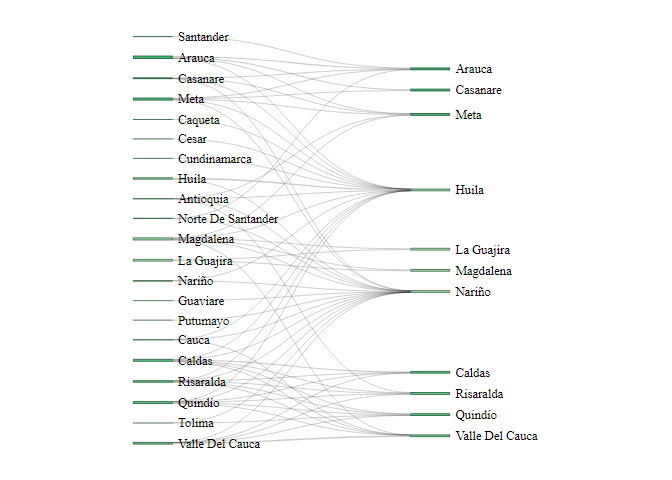 Santander
Arauca
Casanare
Meta
Caqueta
Cesar
Cundinamarca
Huila
Antioquia
Norte De Santander
Magdalena
La Guajira
Nariño
Guaviare
Putumayo
Cauca
Caldas
Risaralda
Quindío
Tolima
Valle Del Cauca
Arauca
Casanare
Meta
Huila
La Guajira
Magdalena
Nariño
Caldas
Risaralda
Quindío
Valle Del Cauca